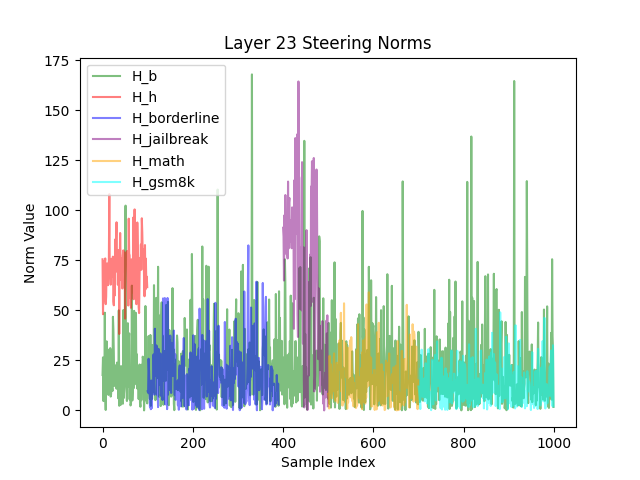 Layer 23 Steering Norms
175
150
125
100
75
50
25
0
Norm Value
H_b
H_h
H_borderline
H_jailbreak
H_math
H_gsm8k
0
200
400
600
800
1000
Sample Index